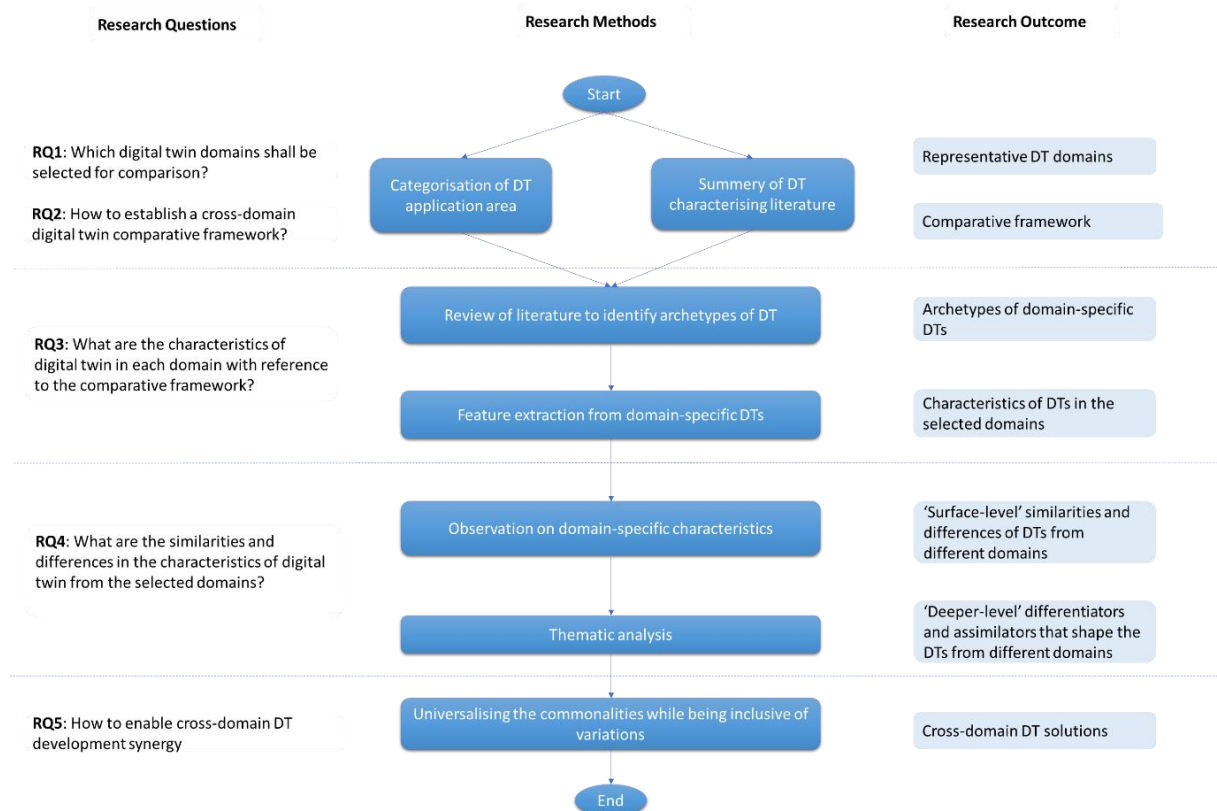 Research Questions
Research Methods
Research Outcome
Start
RQ1: Which digital twin domains shall be
selected for comparison?
RQ2: How to establish a cross-domain
digital twin comparative framework?
Categorisation of DT
application area
Summery of DT
characterising literature
Representative DT domains
Comparative framework
RQ3: What are the characteristics of
digital twin in each domain with reference
to the comparative framework?
Review of literature to identify archetypes of DT
Feature extraction from domain-specific DTs
Archetypes of domain-specific
DTs
Characteristics of DTs in the
selected domains
RQ4: What are the similarities and
differences in the characteristics of digital
twin from the selected domains?
Observation on domain-specific characteristics
Thematic analysis
‘Surface-level’ similarities and
differences of DTs from
different domains
‘Deeper-level’ differentiators
and assimilators that shape the
DTs from different domains
RQ5: How to enable cross-domain DT
development synergy
Universalising the commonalities while being inclusive of
variations
Cross-domain DT solutions
End